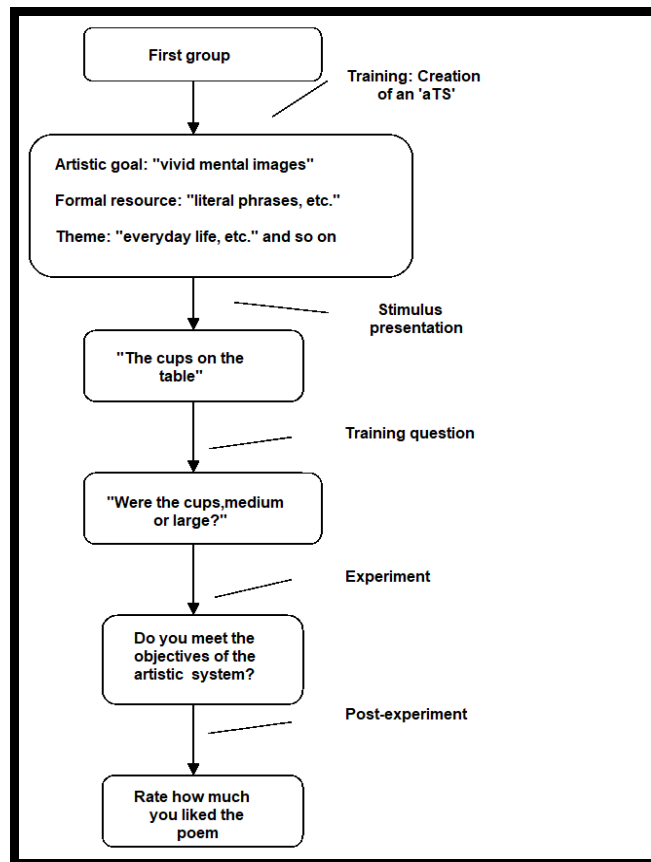 First group
Training: Creation
of an 'aTS'
Artistic goal: "vivid mental images"
Formal resource: "literal phrases, etc."
Theme: "everyday life, etc." and so on
Stimulus
presentation
"The cups on the
table"
Training question
"Were the cups,medium
or large?"
Experiment
Do you meet the
objectives of the
artistic system?
Post-experiment
Rate how much
you liked the
poem